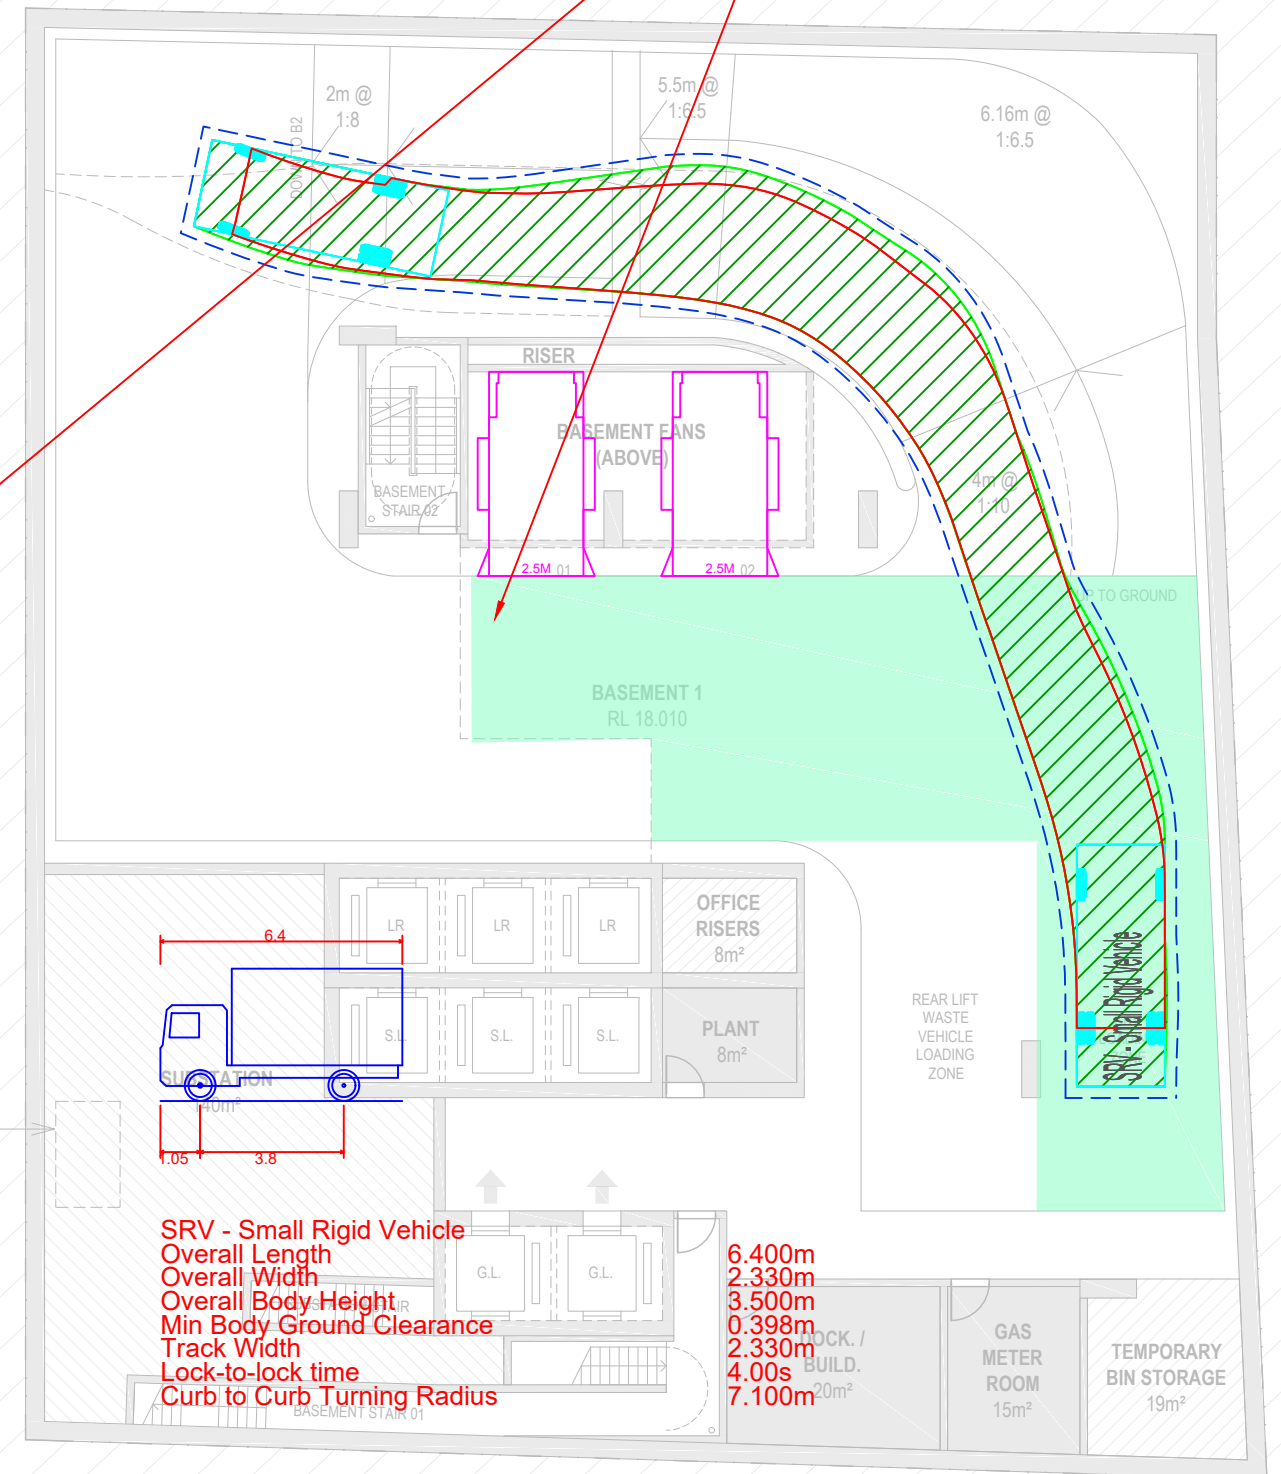 2m @
1:8
5.5m @
1:6.5
6.16m @
1:6.5
DOWN TO B2
RISER
BASEMENT FANS
(ABOVE)
BASEMENT
STAIR 02
4m @
1:10
2.5M 01
2.5M 02
UP TO GROUND
BASEMENT 1
RL 18.010
LR
LR
LR
OFFICE
RISERS
8m²
6.4
S.L.
S.L.
S.L.
PLANT
8m²
REAR LIFT
WASTE
VEHICLE
LOADING
ZONE
SRV - Small Rigid Vehicle
SUBSTATION
140m²
1.05
3.8
SRV - Small Rigid Vehicle
Overall Length 6.400m
Overall Width 2.330m
Overall Body Height 3.500m
Min Body Ground Clearance 0.398m
Track Width 2.330m
Lock-to-lock time 4.00s
Curb to Curb Turning Radius 7.100m
G.L.
G.L.
DOCK. /
BUILD.
20m²
GAS
METER
ROOM
15m²
TEMPORARY
BIN STORAGE
19m²
BASEMENT STAIR 01